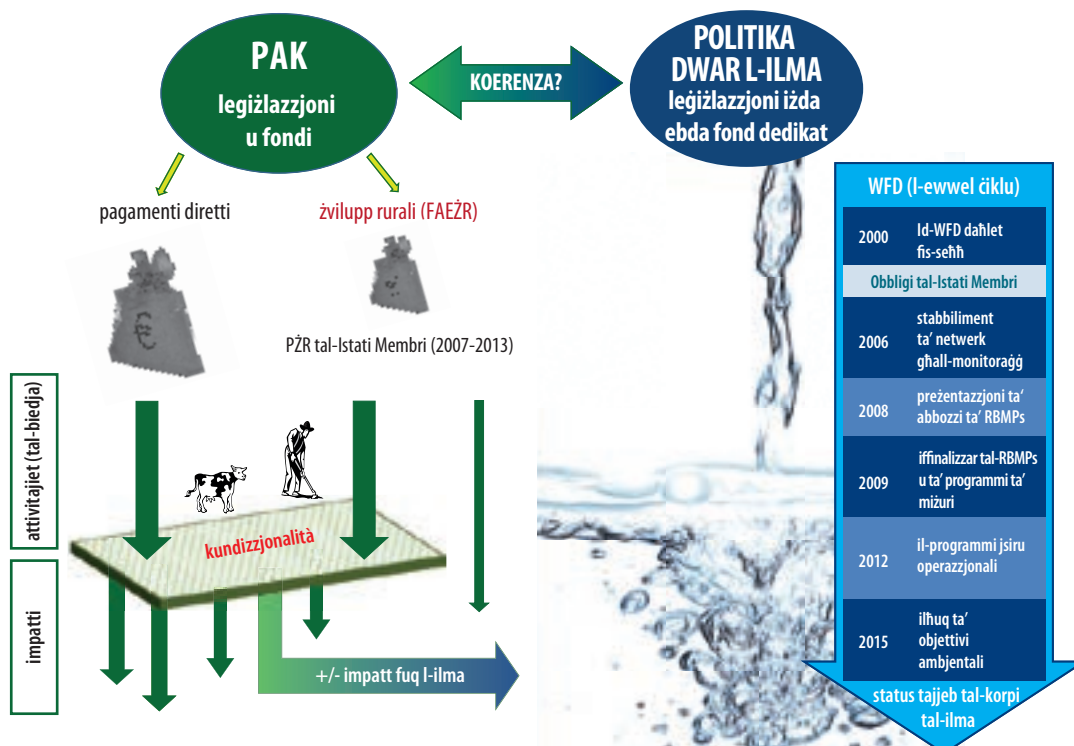 PAK
legiżlazzjoni
u fondi
KOERENZA?
POLITIKA
DWAR L-ILMA
leġiżlazzjoni iżda
ebda fond dedikat
pagamenti diretti
żvilupp rurali (FAEŻR)
€
PŻR tal-Istati Membri (2007-2013)
attivitajiet (tal-biedja)
kundizzjonalità
impatti
+/- impatt fuq l-ilma
WFD (l-ewwel ċiklu)
2000
Id-WFD daħlet
fis-seħħ
Obbligi tal-Istati Membri
2006
stabbiliment
ta’ netwerk
għall-monitoraġġ
2008
preżentazzjoni ta’
abbozzi ta’ RBMPs
2009
iffinalizzar tal-RBMPs
u ta’ programmi ta’
miżuri
2012
il-programmi jsiru
operazzjonali
2015
ilħuq ta’
objettivi
ambjentali
status tajjeb tal-korpi
tal-ilma